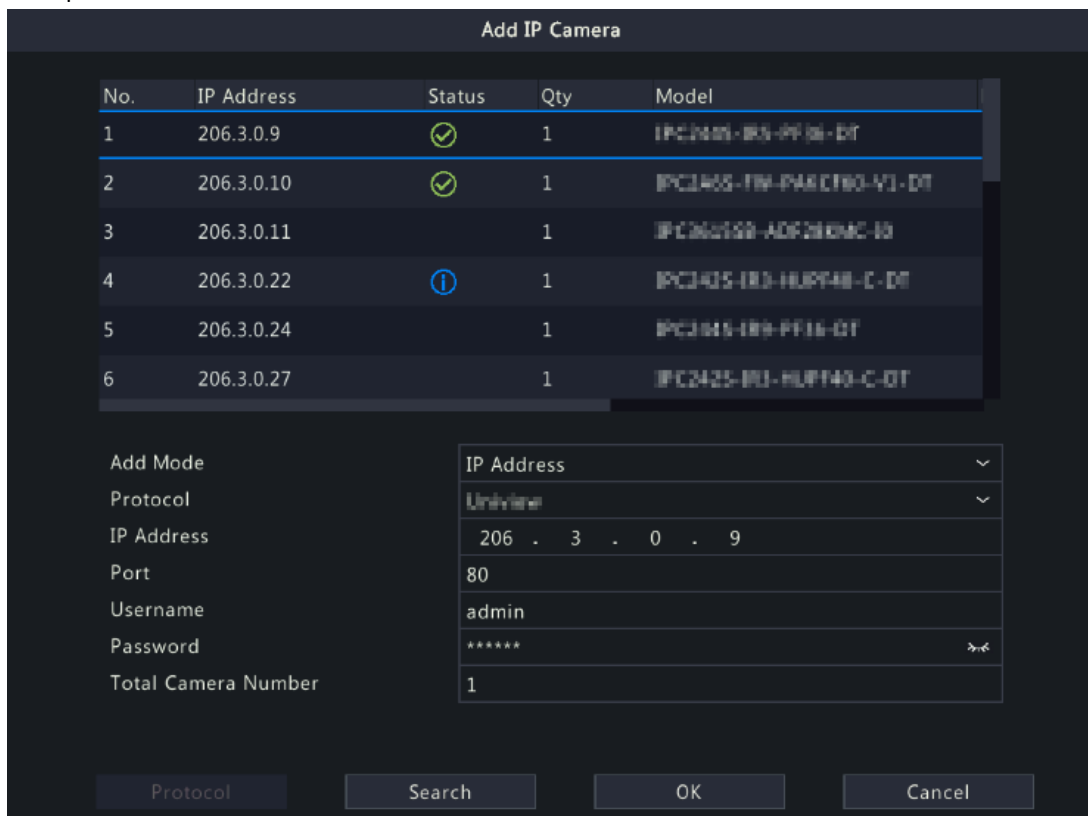 Add IP Camera
No. IP Address Status Qty Model
1 206.3.0.9 1
2 206.3.0.10 1
3 206.3.0.11 1
4 206.3.0.22 1
5 206.3.0.24 1
6 206.3.0.27 1
Add Mode IP Address
Protocol
IP Address 206 . 3 . 0 . 9
Port 80
Username admin
Password ******
Total Camera Number 1
Protocol Search OK Cancel